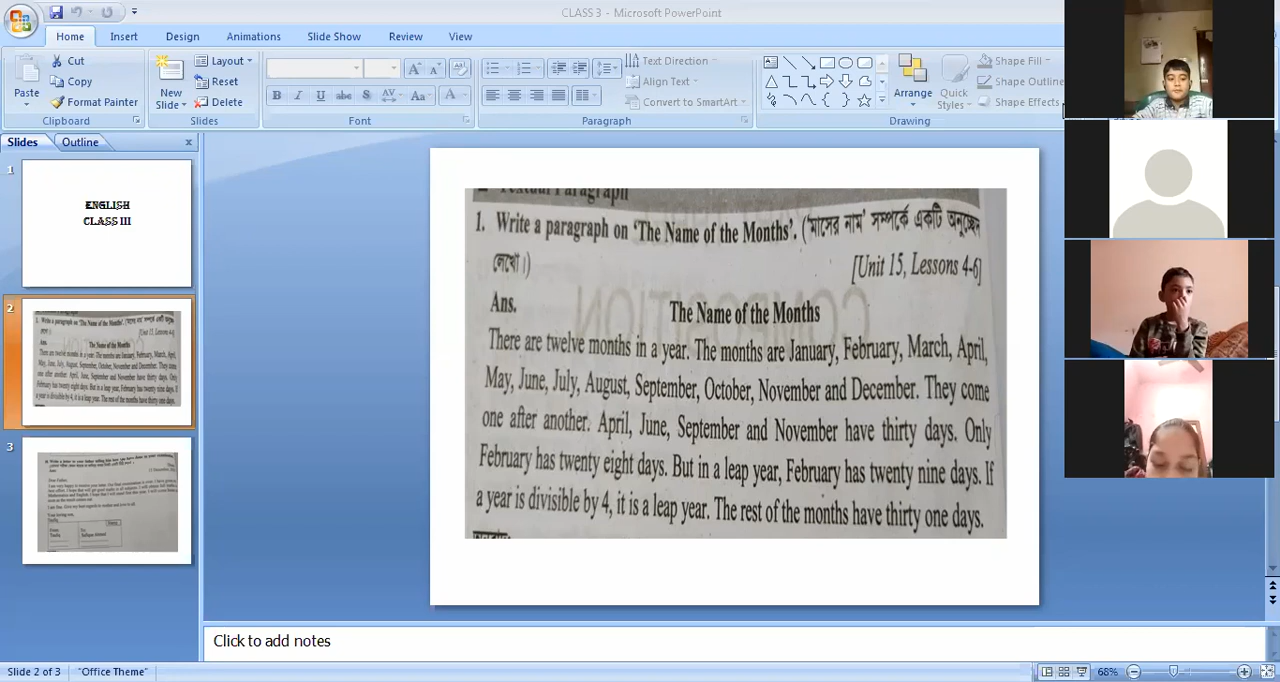 CLASS 3 - Microsoft PowerPoint
Home Insert Design Animations Slide Show Review View
Cut
Copy
Format Painter
Paste
Clipboard
New Slide
Layout
Reset
Delete
Slides
B I U abc S AV Aa A
Font
Text Direction
Align Text
Convert to SmartArt
Paragraph
Arrange
Quick Styles
Shape Fill
Shape Outline
Shape Effects
Drawing
Slides Outline
1
ENGLISH
CLASS III
2
3
Textual Paragraph
1. Write a paragraph on ‘The Name of the Months’. (‘মাসের নাম’ সম্পর্কে একটি অনুচ্ছেদ
লেখো।)
[Unit 15, Lessons 4-6]
Ans.
The Name of the Months
There are twelve months in a year. The months are January, February, March, April,
May, June, July, August, September, October, November and December. They come
one after another. April, June, September and November have thirty days. Only
February has twenty eight days. But in a leap year, February has twenty nine days. If
a year is divisible by 4, it is a leap year. The rest of the months have thirty one days.
Click to add notes
Slide 2 of 3
"Office Theme"
68%